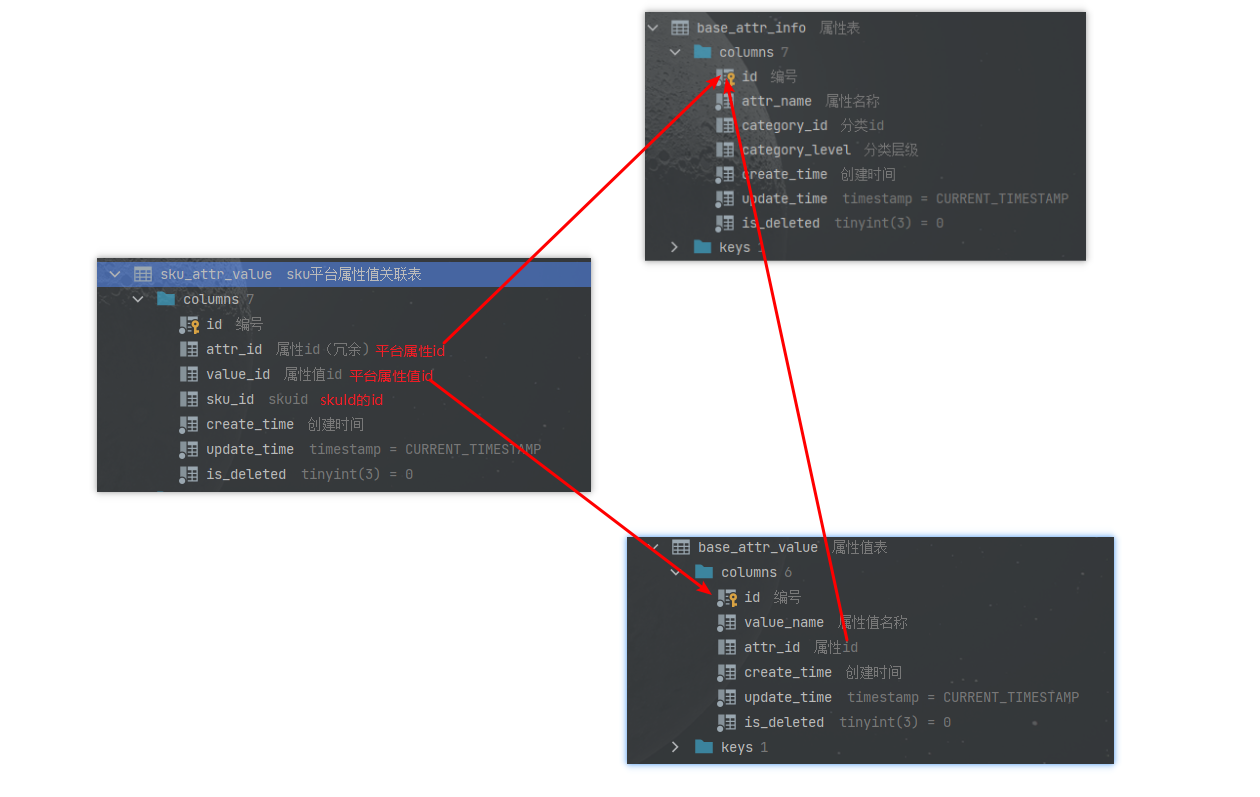 base_attr_info 属性表
columns 7
id 编号
attr_name 属性名称
category_id 分类id
category_level 分类层级
create_time 创建时间
update_time timestamp = CURRENT_TIMESTAMP
is_deleted tinyint(3) = 0
keys 1
sku_attr_value sku平台属性值关联表
columns 7
id 编号
attr_id 属性id（冗余） 平台属性id
value_id 属性值id 平台属性值id
sku_id skuid skuId的id
create_time 创建时间
update_time timestamp = CURRENT_TIMESTAMP
is_deleted tinyint(3) = 0
base_attr_value 属性值表
columns 6
id 编号
value_name 属性值名称
attr_id 属性id
create_time 创建时间
update_time timestamp = CURRENT_TIMESTAMP
is_deleted tinyint(3) = 0
keys 1